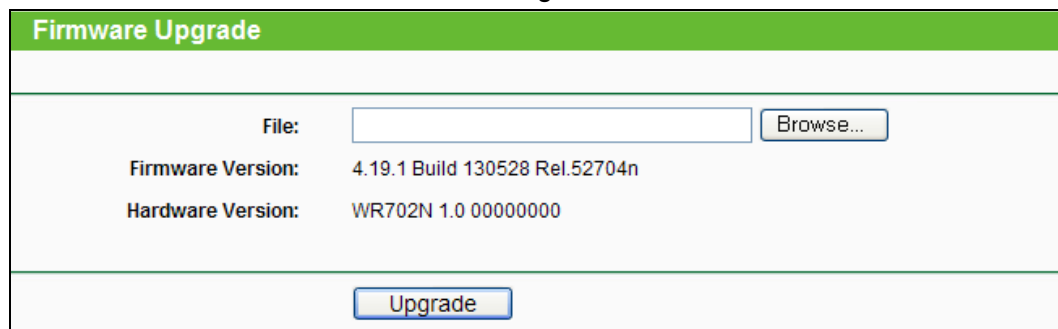 Firmware Upgrade
File: Browse...
Firmware Version: 4.19.1 Build 130528 Rel.52704n
Hardware Version: WR702N 1.0 00000000
Upgrade